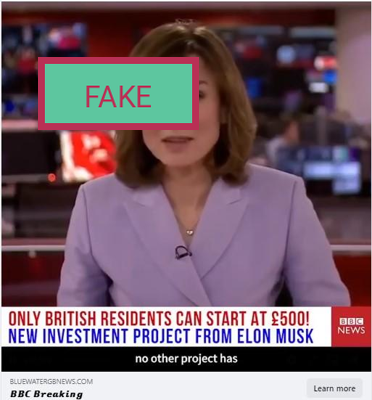 FAKE
ONLY BRITISH RESIDENTS CAN START AT £500!
NEW INVESTMENT PROJECT FROM ELON MUSK
BBC
NEWS
no other project has
BLUEWATERGBNEWS.COM
BBC Breaking
Learn more